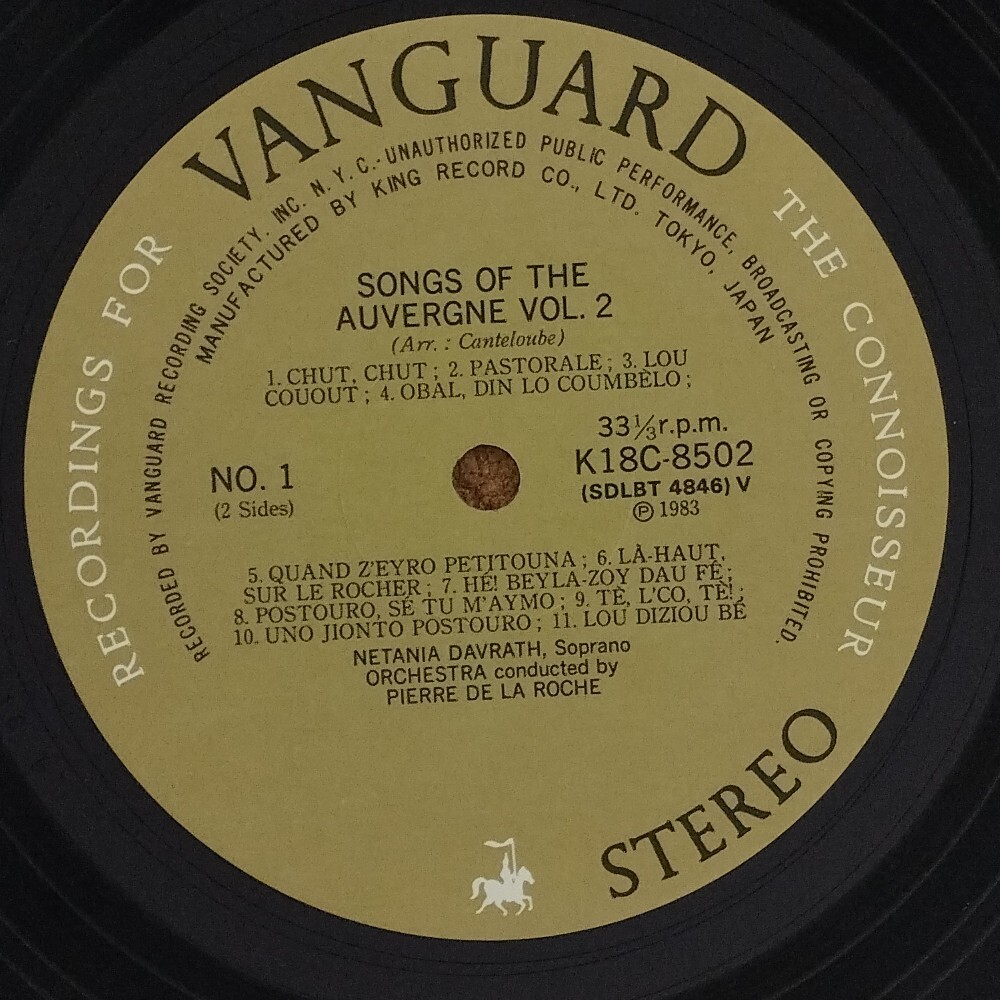 VANGUARD
RECORDINGS FOR THE CONNOISSEUR
RECORDED BY VANGUARD RECORDING SOCIETY, INC. N. Y. C.-UNAUTHORIZED PUBLIC PERFORMANCE, BROADCASTING OR COPYING PROHIBITED.
MANUFACTURED BY KING RECORD CO., LTD. TOKYO, JAPAN
SONGS OF THE
AUVERGNE VOL. 2
(Arr. : Canteloube)
1. CHUT, CHUT ; 2. PASTORALE ; 3. LOU
COUOUT ; 4. OBAL, DIN LO COUMBÈLO ;
33⅓r.p.m.
NO. 1
K18C-8502
(2 Sides)
(SDLBT 4846) V
Ⓟ 1983
5. QUAND Z'EYRO PETITOUNA ; 6. LÀ-HAUT,
SUR LE ROCHER ; 7. HÉ! BEYLA-ZOY DAU FÈ ;
8. POSTOURO, SÉ TU M'AYMO ; 9. TÈ, L'CO, TÈ! ;
10. UNO JIONTO POSTOURO ; 11. LOU DIZIOU BÉ
NETANIA DAVRATH, Soprano
ORCHESTRA conducted by
PIERRE DE LA ROCHE
STEREO